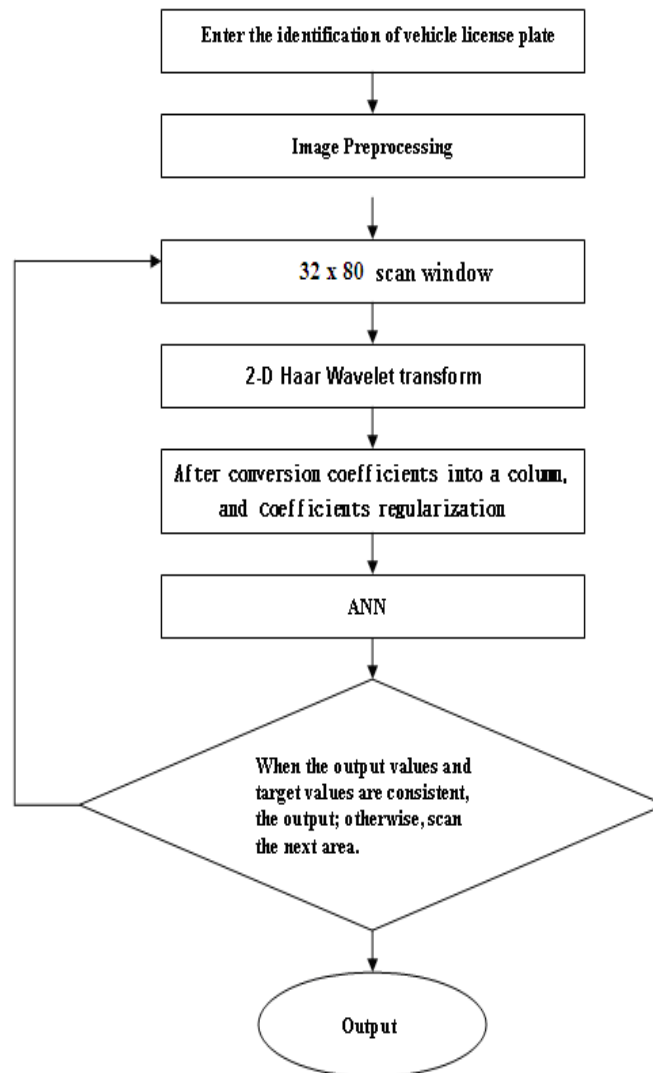 Enter the identification of vehicle license plate
Image Preprocessing
32 x 80 scan window
2-D Haar Wavelet transform
After conversion coefficients into a column,
and Coefficients regularization
ANN
When the output values and
target values are consistent,
the output; otherwise, scan
the next area.
Output